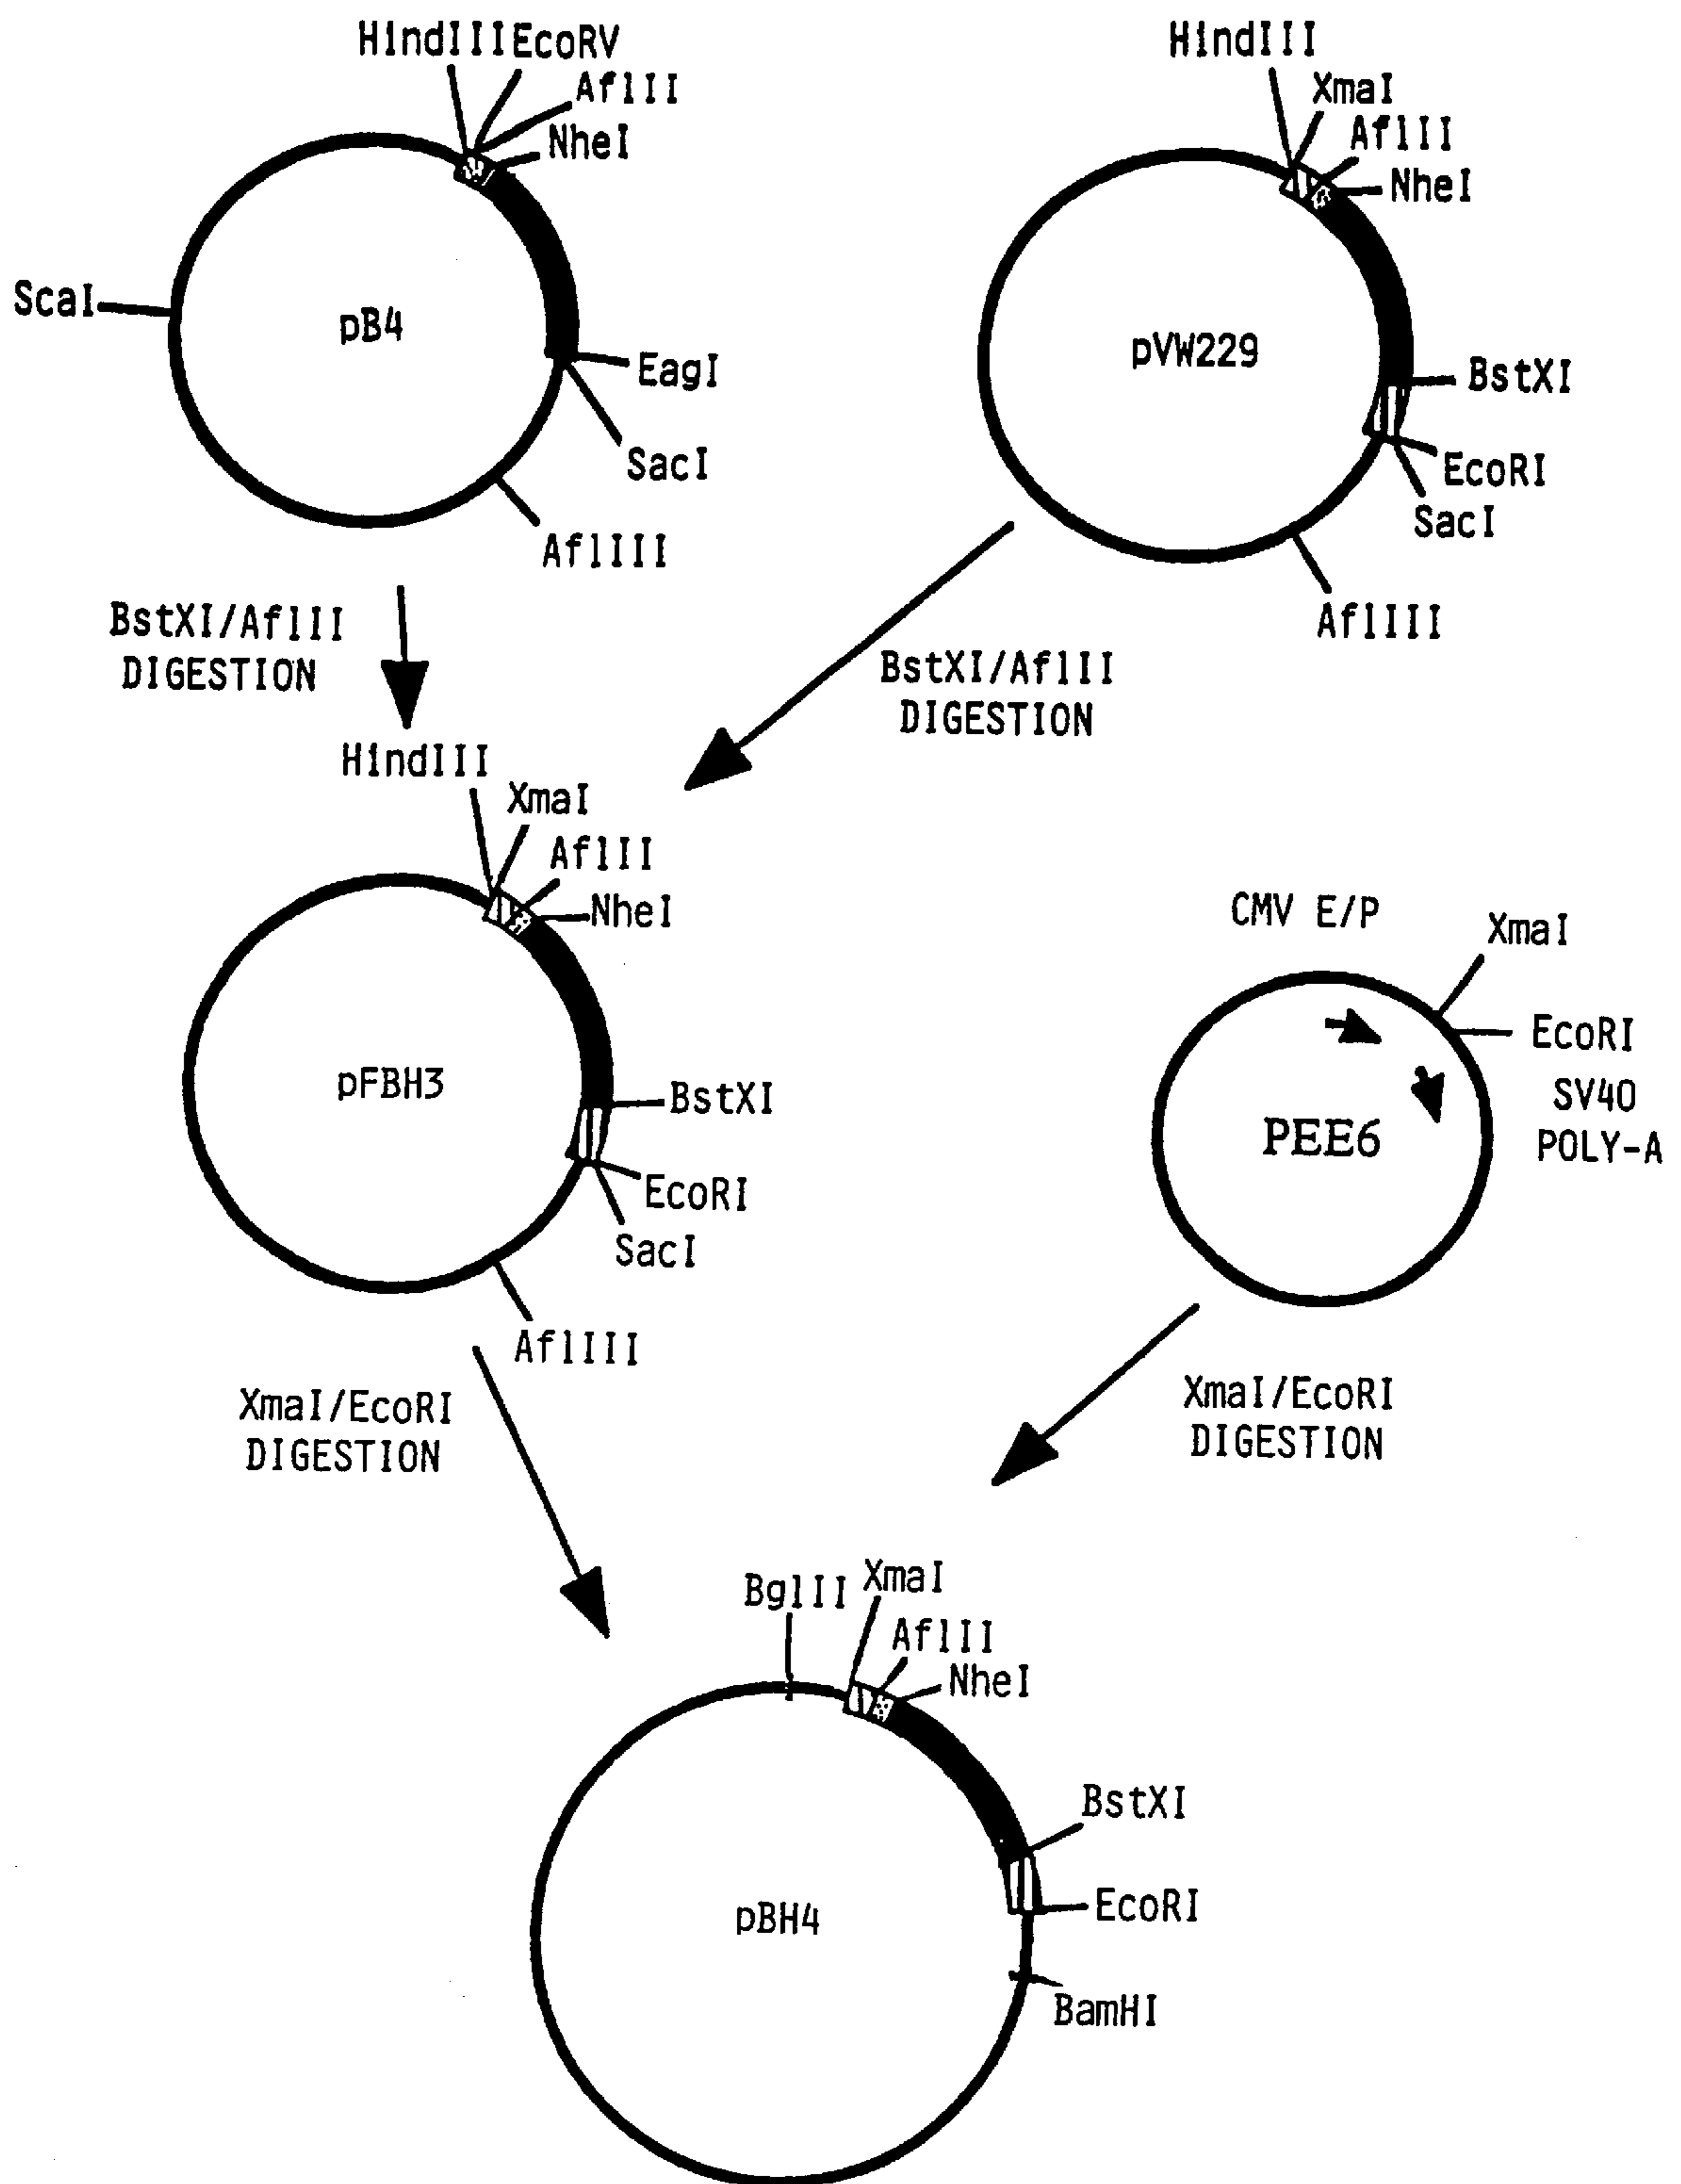 HindIII EcoRV
AflII
NheI
ScaI
pB4
EagI
SacI
AflIII
HindIII
XmaI
AflII
NheI
pVW229
BstXI
EcoRI
SacI
AflIII
BstXI/AflII
DIGESTION
BstXI/AflII
DIGESTION
HindIII
XmaI
AflII
NheI
pFBH3
BstXI
EcoRI
SacI
AflIII
CMV E/P
XmaI
EcoRI
SV40
POLY-A
PEE6
XmaI/EcoRI
DIGESTION
XmaI/EcoRI
DIGESTION
BglII
XmaI
AflII
NheI
BstXI
EcoRI
pBH4
BamHI